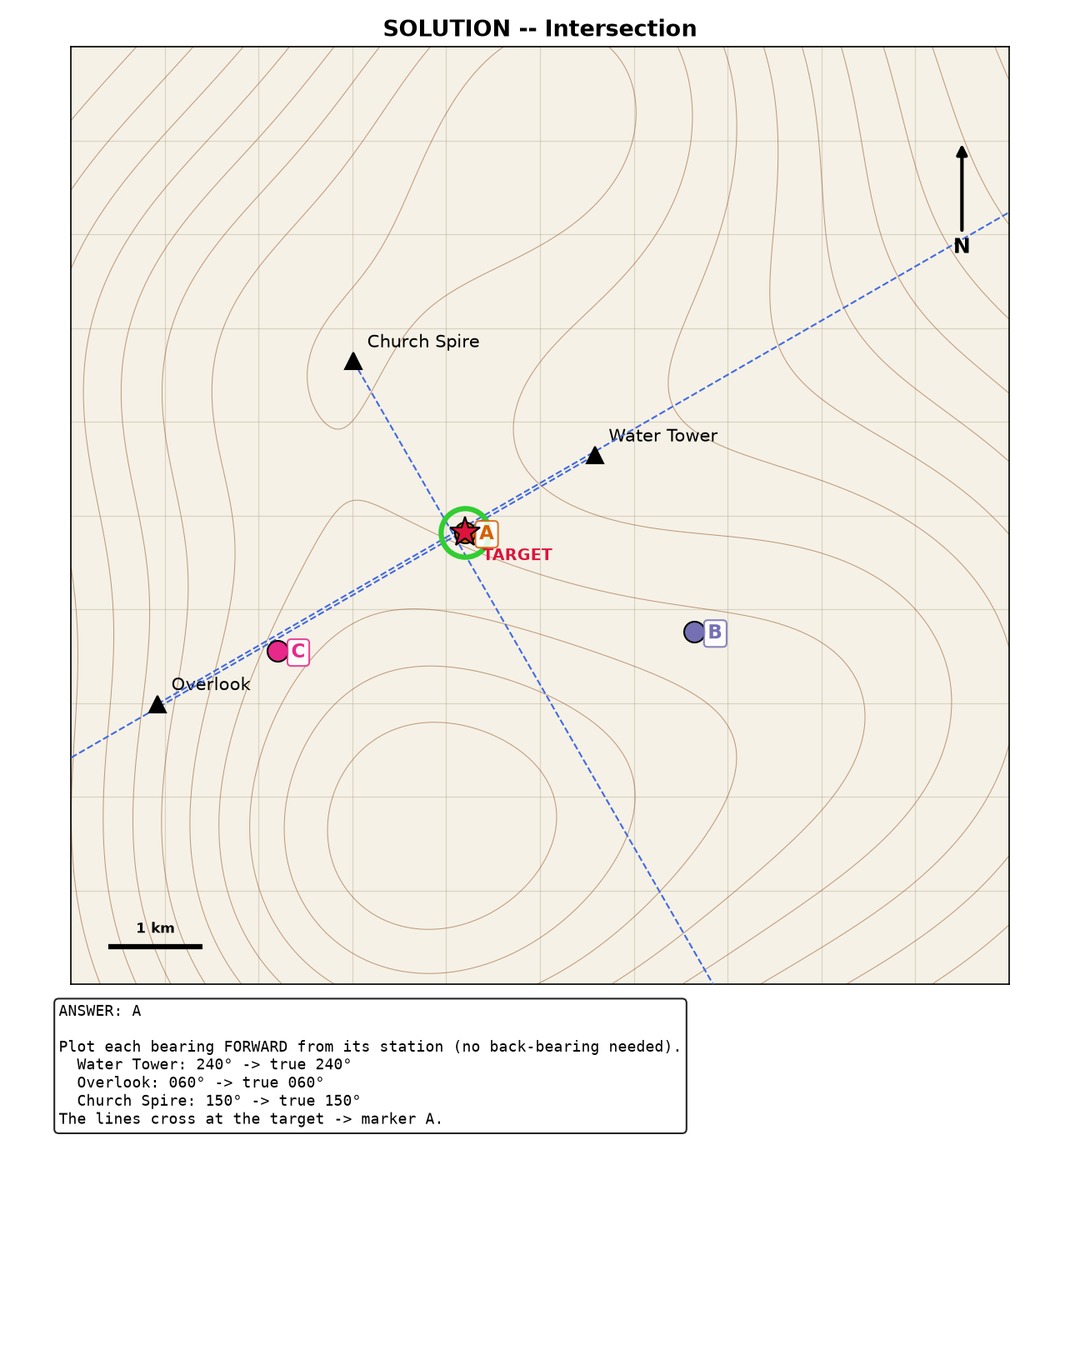 SOLUTION -- Intersection
N
Church Spire
Water Tower
A
TARGET
B
C
Overlook
1 km
ANSWER: A
Plot each bearing FORWARD from its station (no back-bearing needed).
Water Tower: 240° -> true 240°
Overlook: 060° -> true 060°
Church Spire: 150° -> true 150°
The lines cross at the target -> marker A.